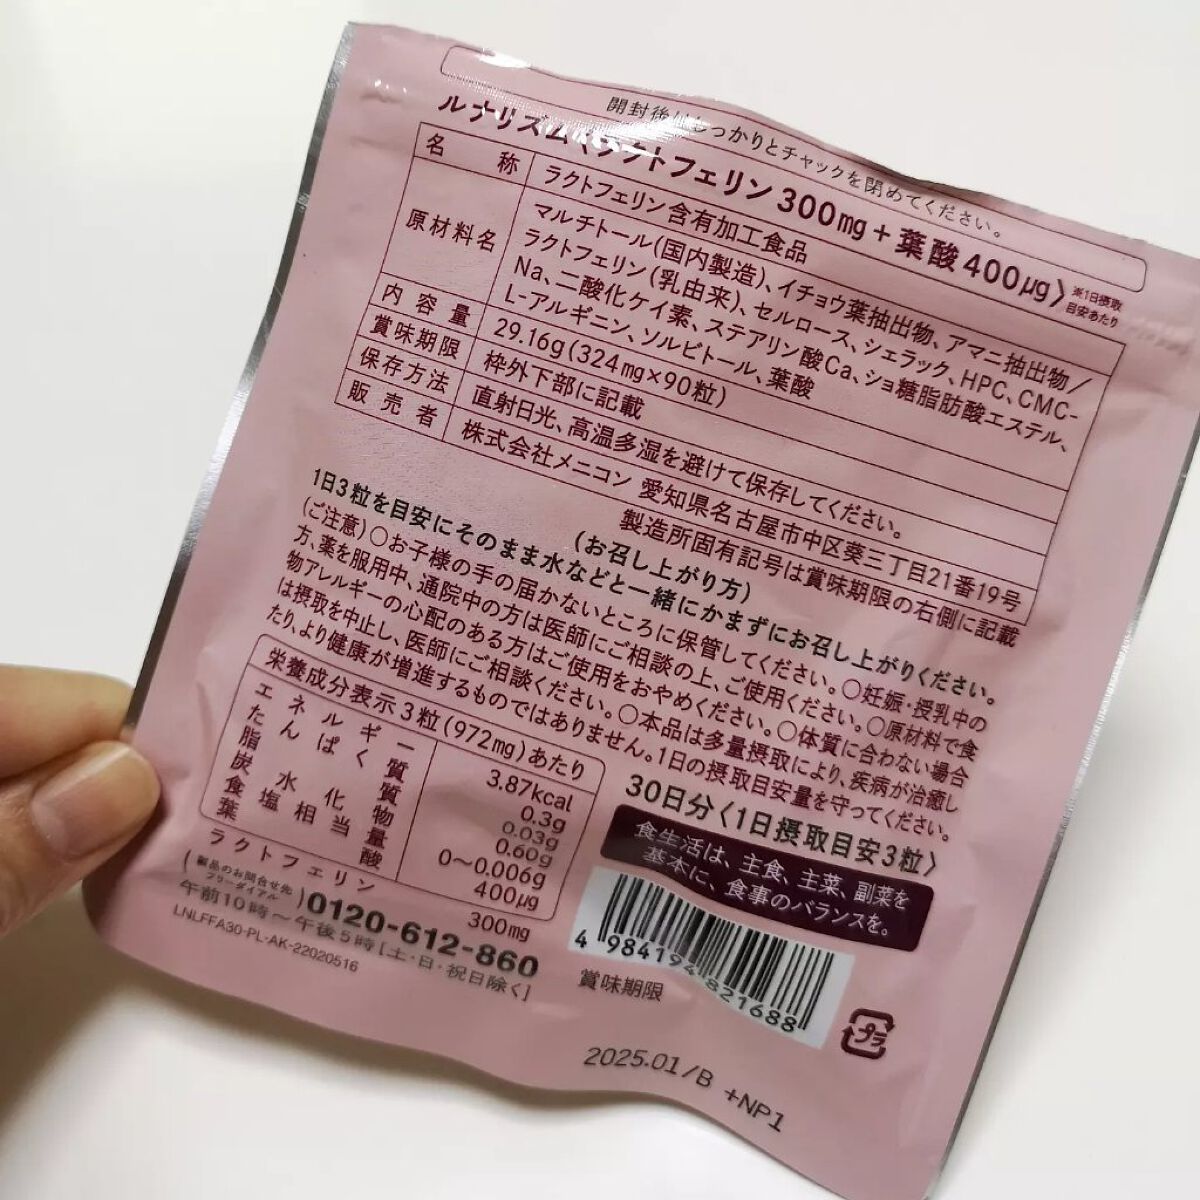 開封後はしっかりとチャックを閉めてください。
ルナリズム〈ラクトフェリン300mg+葉酸400μg〉※1日摂取目安あたり
名称 ラクトフェリン含有加工食品
原材料名 マルチトール(国内製造)、イチョウ葉抽出物、アマニ抽出物/
ラクトフェリン(乳由来)、セルロース、シェラック、HPC、CMC-
Na、二酸化ケイ素、ステアリン酸Ca、ショ糖脂肪酸エステル、
L-アルギニン、ソルビトール、葉酸
内容量 29.16g(324mg×90粒)
賞味期限 枠外下部に記載
保存方法 直射日光、高温多湿を避けて保存してください。
販売者 株式会社メニコン 愛知県名古屋市中区葵三丁目21番19号
製造所固有記号は賞味期限の右側に記載
(お召し上がり方)
1日3粒を目安にそのまま水などと一緒にかまずにお召し上がりください。
(ご注意)○お子様の手の届かないところに保管してください。○妊娠・授乳中の
方、薬を服用中、通院中の方は医師にご相談の上、ご使用ください。○原材料で食
物アレルギーの心配のある方はご使用をおやめください。○体質に合わない場合
は摂取を中止し、医師にご相談ください。○本品は多量摂取により、疾病が治癒し
たり、より健康が増進するものではありません。1日の摂取目安量を守ってください。
栄養成分表示3粒(972mg)あたり
エネルギー 3.87kcal
たんぱく質 0.3g
脂質 0.03g
炭水化物 0.60g
食塩相当量 0〜0.006g
葉酸 400μg
ラクトフェリン 300mg
30日分〈1日摂取目安3粒〉
食生活は、主食、主菜、副菜を
基本に、食事のバランスを。
(製品のお問合せ先 フリーダイアル)0120-612-860
午前10時〜午後5時[土・日・祝日除く]
LNLFFA30-PL-AK-22020516
4 984194 821688
賞味期限
プラ
2025.01/B +NP1